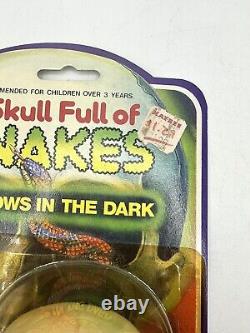 MENDED FOR CHILDREN OVER 3 YEARS.
Skull Full of
NAKES
OWS IN THE DARK